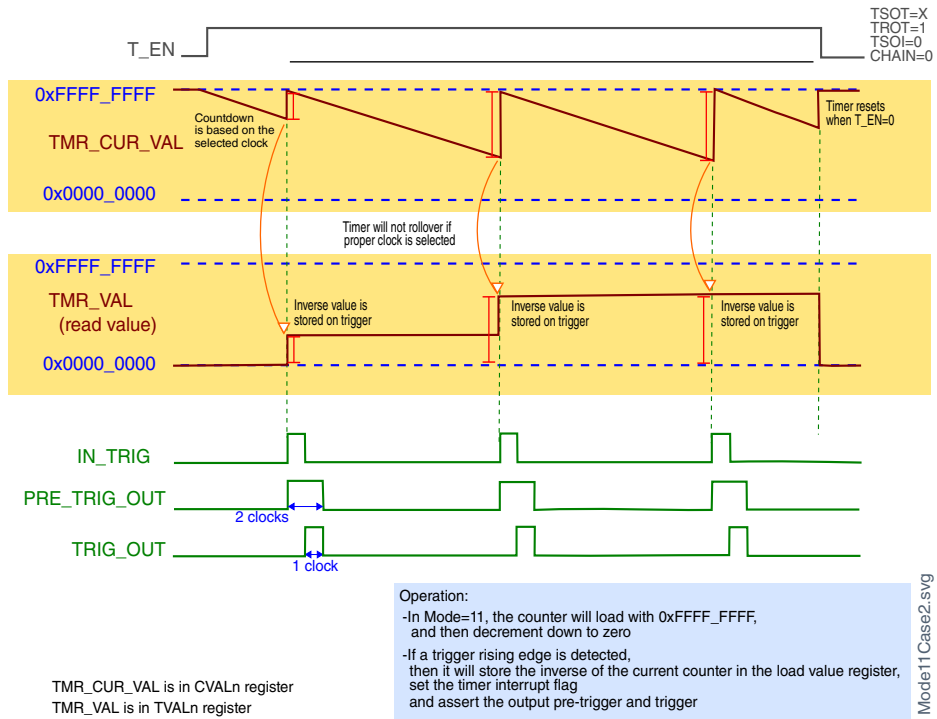 TSOT=X
TROT=1
TSOI=0
CHAIN=0
T_EN
0xFFFF_FFFF
Countdown
is based on the
selected clock
Timer resets
when T_EN=0
TMR_CUR_VAL
0x0000_0000
Timer will not rollover if
proper clock is selected
0xFFFF_FFFF
TMR_VAL
(read value)
Inverse value is
stored on trigger
Inverse value is
stored on trigger
Inverse value is
stored on trigger
0x0000_0000
IN_TRIG
PRE_TRIG_OUT
2 clocks
TRIG_OUT
1 clock
Operation:
-In Mode=11, the counter will load with 0xFFFF_FFFF,
and then decrement down to zero
-If a trigger rising edge is detected,
then it will store the inverse of the current counter in the load value register,
set the timer interrupt flag
and assert the output pre-trigger and trigger
TMR_CUR_VAL is in CVALn register
TMR_VAL is in TVALn register
Mode11Case2.svg